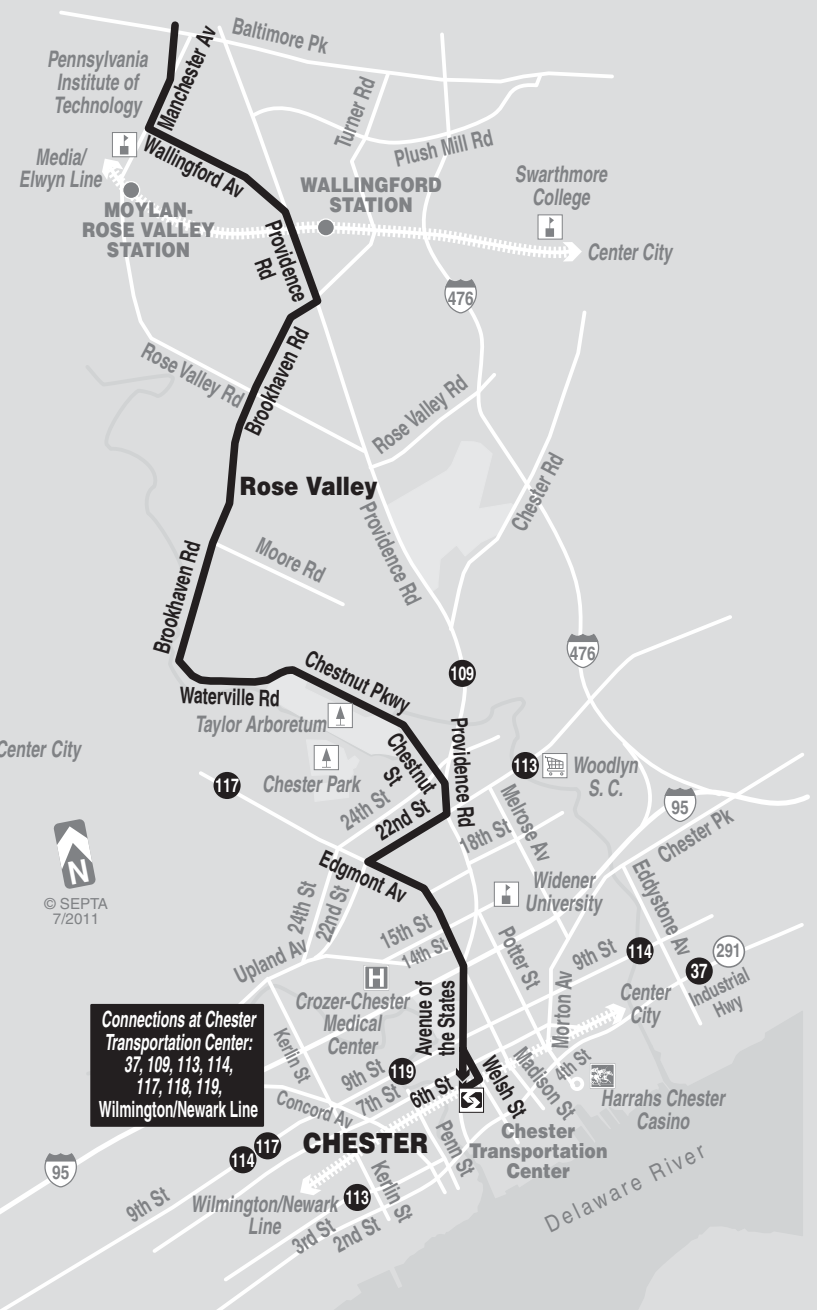 Baltimore Pk
Pennsylvania
Institute of
Technology
Manchester Av
Turner Rd
Plush Mill Rd
Media/
Elwyn Line
Wallingford Av
WALLINGFORD
STATION
Swarthmore
College
MOYLAN-
ROSE VALLEY
STATION
Providence
Rd
Center City
476
Rose Valley Rd
Brookhaven Rd
Rose Valley Rd
Rose Valley
Chester Rd
Providence Rd
Moore Rd
Brookhaven Rd
476
109
Chestnut Pkwy
Waterville Rd
Taylor Arboretum
Center City
Chestnut
St
Providence Rd
113
Woodlyn
S. C.
117
Chester Park
24th St
22nd St
18th St
Melrose Av
95
Chester Pk
N
© SEPTA
7/2011
Edgmont Av
24th St
22nd St
Widener
University
Eddystone Av
Upland Av
15th St
14th St
Potter St
9th St
114
291
37
Industrial
Hwy
H
Crozer-Chester
Medical
Center
Avenue of
the States
Morton Av
Center
City
Connections at Chester
Transportation Center:
37, 109, 113, 114,
117, 118, 119,
Wilmington/Newark Line
Kerlin St
9th St
119
7th St
6th St
Welsh St
Madison St
4th St
Harrahs Chester
Casino
Concord Av
CHESTER
Penn St
Chester
Transportation
Center
117
114
95
9th St
Wilmington/Newark
Line
113
Kerlin St
3rd St
2nd St
Delaware River